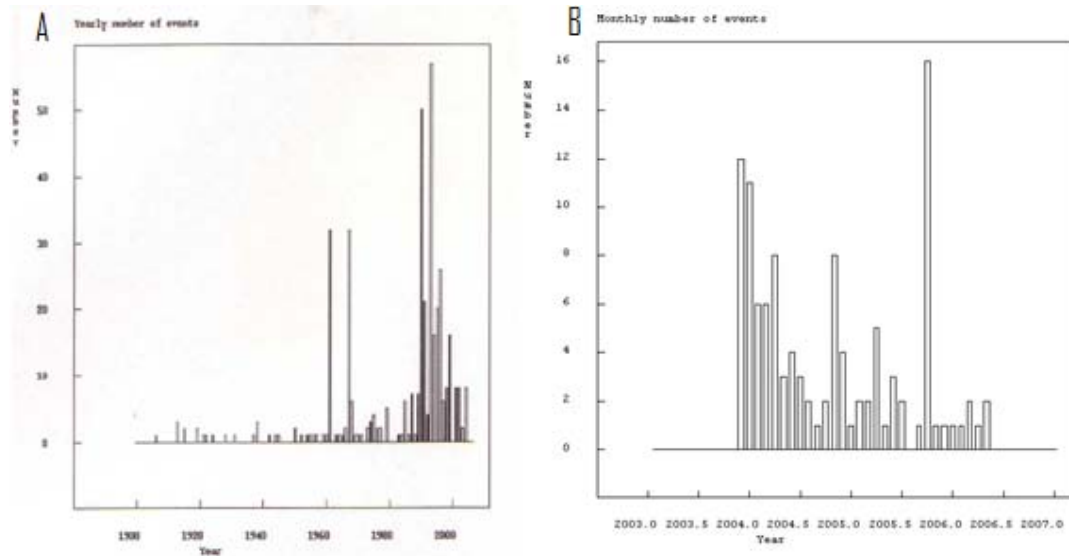 A
Yearly number of events
Number
50
40
30
20
10
0
1900 1920 1940 1960 1980 2000
Year
B
Monthly number of events
Number
16
14
12
10
8
6
4
2
0
2003.0 2003.5 2004.0 2004.5 2005.0 2005.5 2006.0 2006.5 2007.0
Year